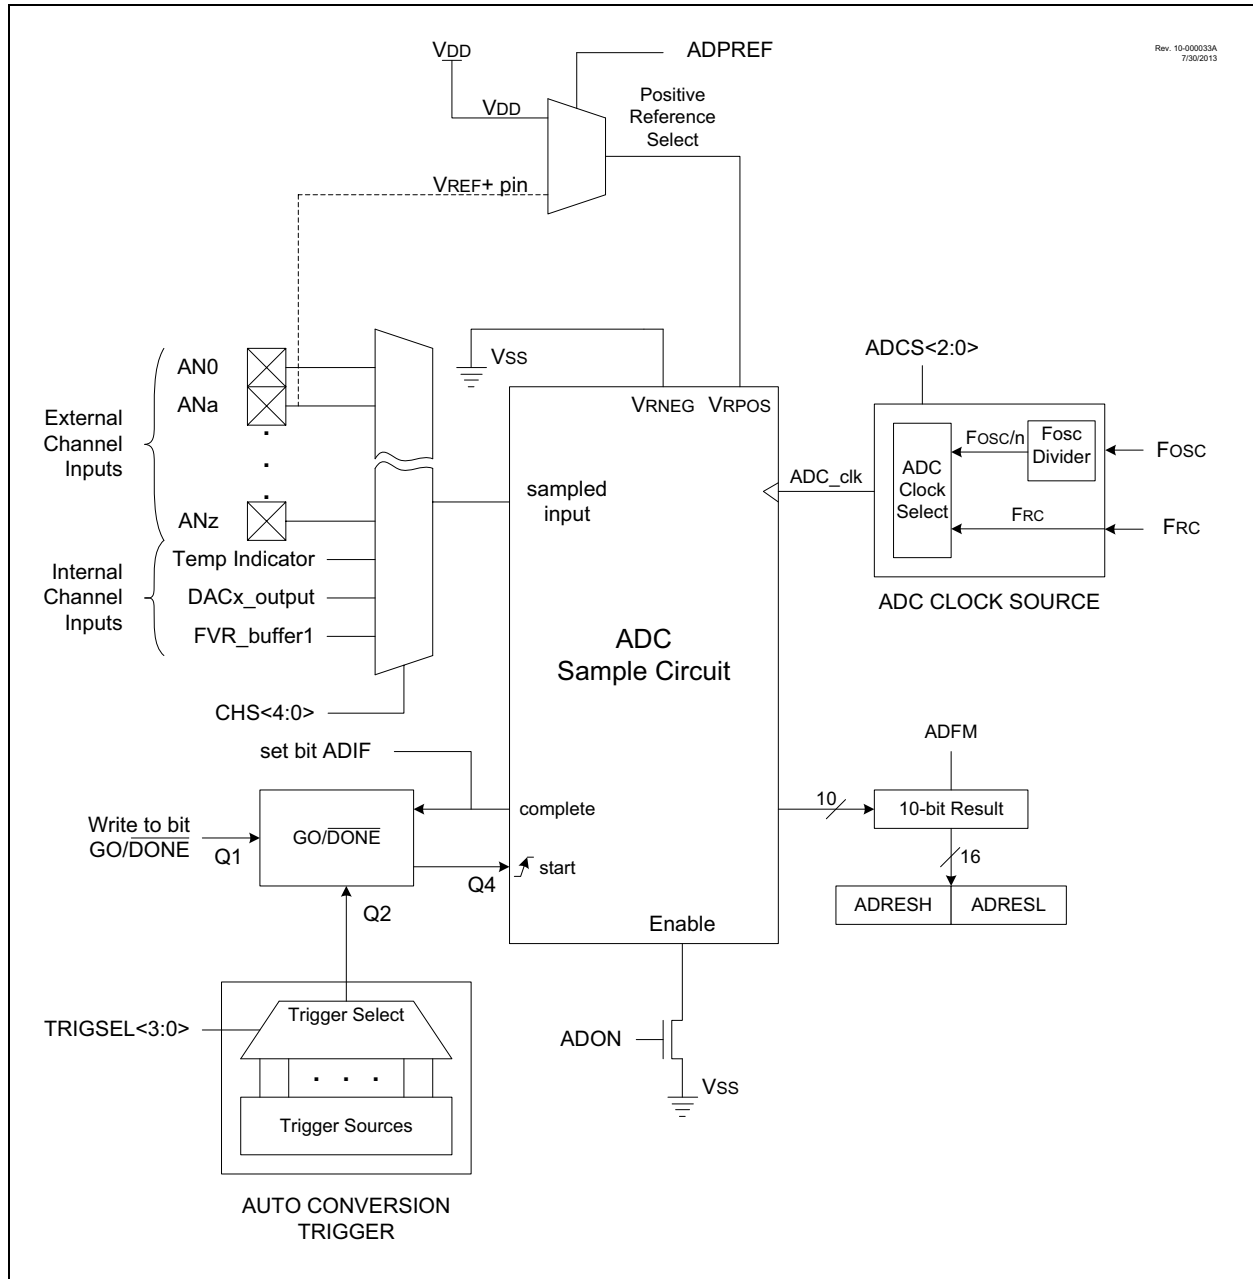 Rev. 10-000033A
7/30/2013
VDD
ADPREF
VDD
Positive
Reference
Select
VREF+ pin
External
Channel
Inputs
AN0
ANa
.
.
.
ANz
Internal
Channel
Inputs
Temp Indicator
DACx_output
FVR_buffer1
CHS<4:0>
VSS
VRNEG VRPOS
sampled
input
ADC_clk
ADC
Sample Circuit
ADCS<2:0>
ADC
Clock
Select
FOSC/n
Fosc
Divider
FOSC
FRC
FRC
ADC CLOCK SOURCE
set bit ADIF
complete
Write to bit
GO/DONE
Q1
GO/DONE
Q4
start
Q2
Enable
ADFM
10
10-bit Result
16
ADRESH
ADRESL
ADON
VSS
TRIGSEL<3:0>
Trigger Select
. . .
Trigger Sources
AUTO CONVERSION
TRIGGER